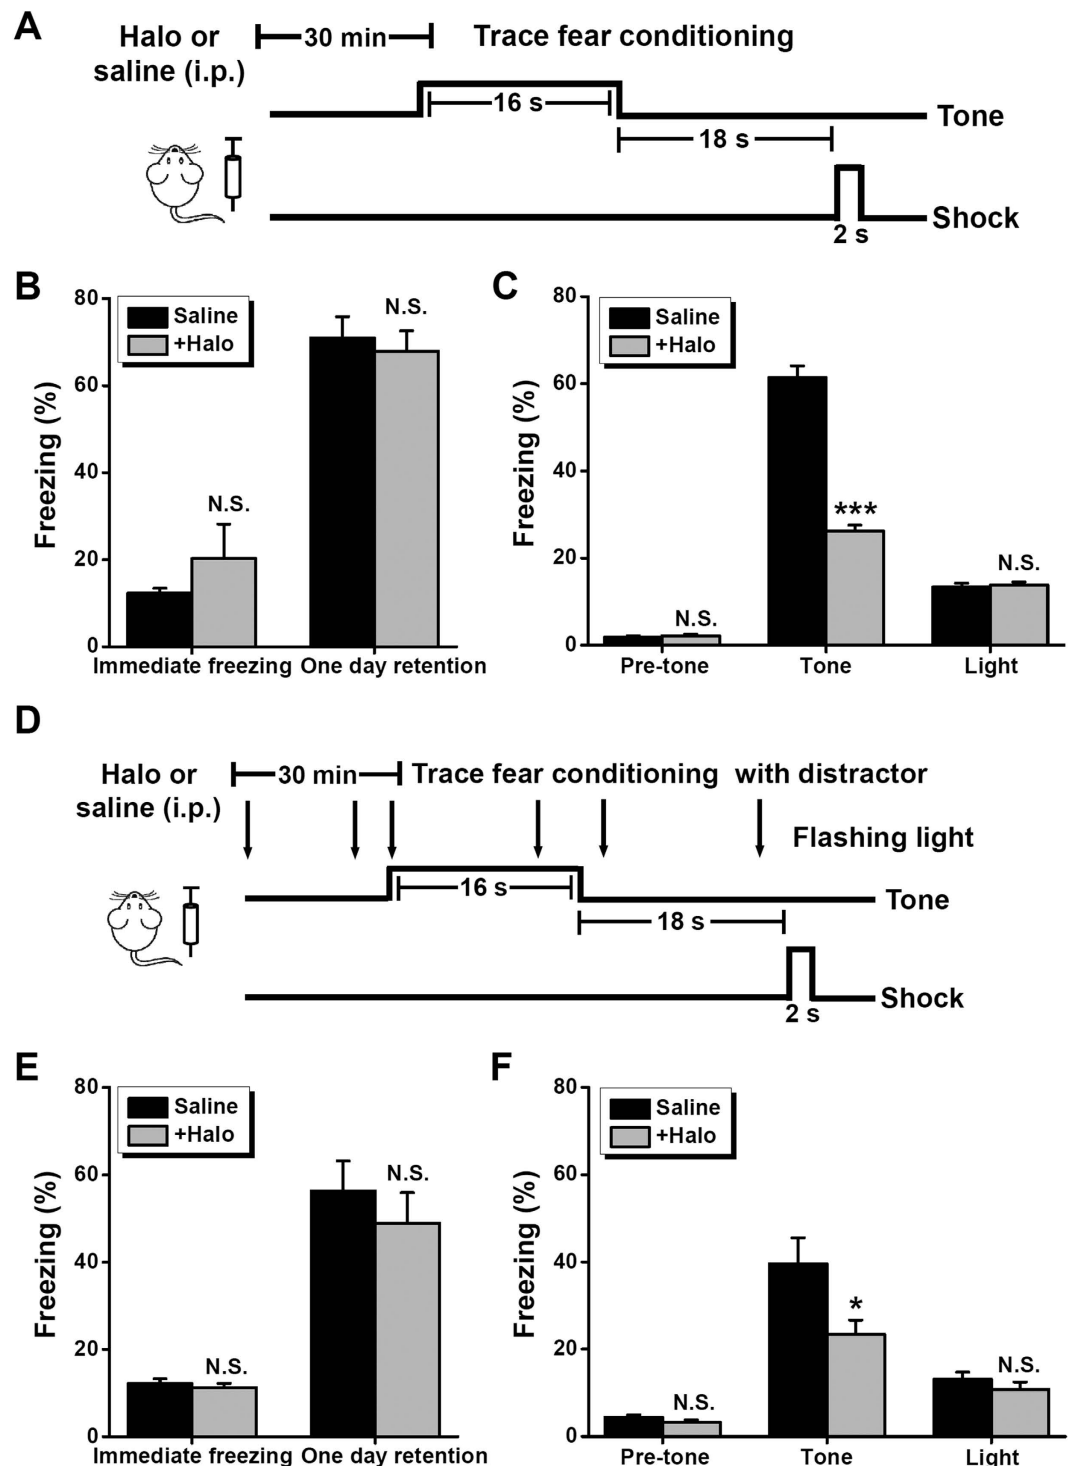 A
Halo or
saline (i.p.)
30 min
Trace fear conditioning
16 s
Tone
18 s
Shock
2 s
B
80
60
40
20
0
Freezing (%)
Saline
+Halo
N.S.
N.S.
Immediate freezing
One day retention
C
80
60
40
20
0
Freezing (%)
Saline
+Halo
N.S.
***
N.S.
Pre-tone
Tone
Light
D
Halo or
saline (i.p.)
30 min
Trace fear conditioning with distractor
Flashing light
16 s
Tone
18 s
Shock
2 s
E
80
60
40
20
0
Freezing (%)
Saline
+Halo
N.S.
N.S.
Immediate freezing
One day retention
F
80
60
40
20
0
Freezing (%)
Saline
+Halo
N.S.
*
N.S.
Pre-tone
Tone
Light